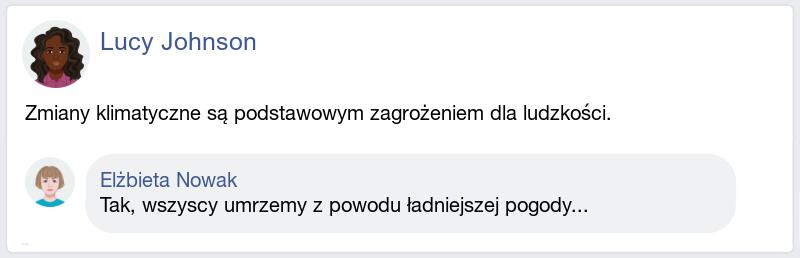 Lucy Johnson
Zmiany klimatyczne są podstawowym zagrożeniem dla ludzkości.
Elżbieta Nowak
Tak, wszyscy umrzemy z powodu ładniejszej pogody...